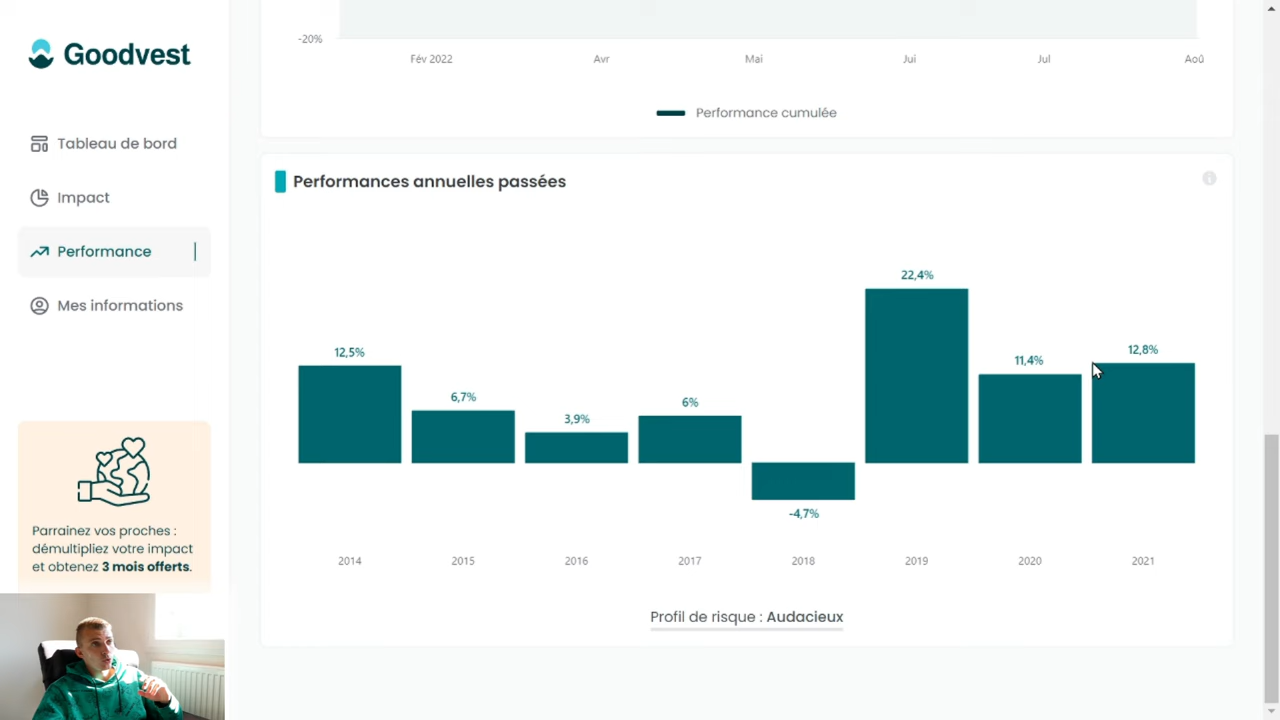 Goodvest
Tableau de bord
Impact
Performance
Mes informations
Parrainez vos proches :
démultipliez votre impact
et obtenez 3 mois offerts.
-20%
Fév 2022 Avr Mai Jui Jul Aoû
Performance cumulée
Performances annuelles passées
12,5% 6,7% 3,9% 6% -4,7% 22,4% 11,4% 12,8%
2014 2015 2016 2017 2018 2019 2020 2021
Profil de risque : Audacieux